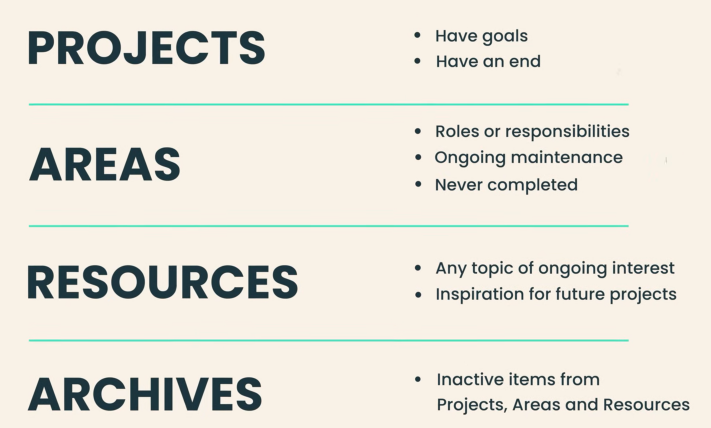 PROJECTS
• Have goals
• Have an end
AREAS
• Roles or responsibilities
• Ongoing maintenance
• Never completed
RESOURCES
• Any topic of ongoing interest
• Inspiration for future projects
ARCHIVES
• Inactive items from
Projects, Areas and Resources